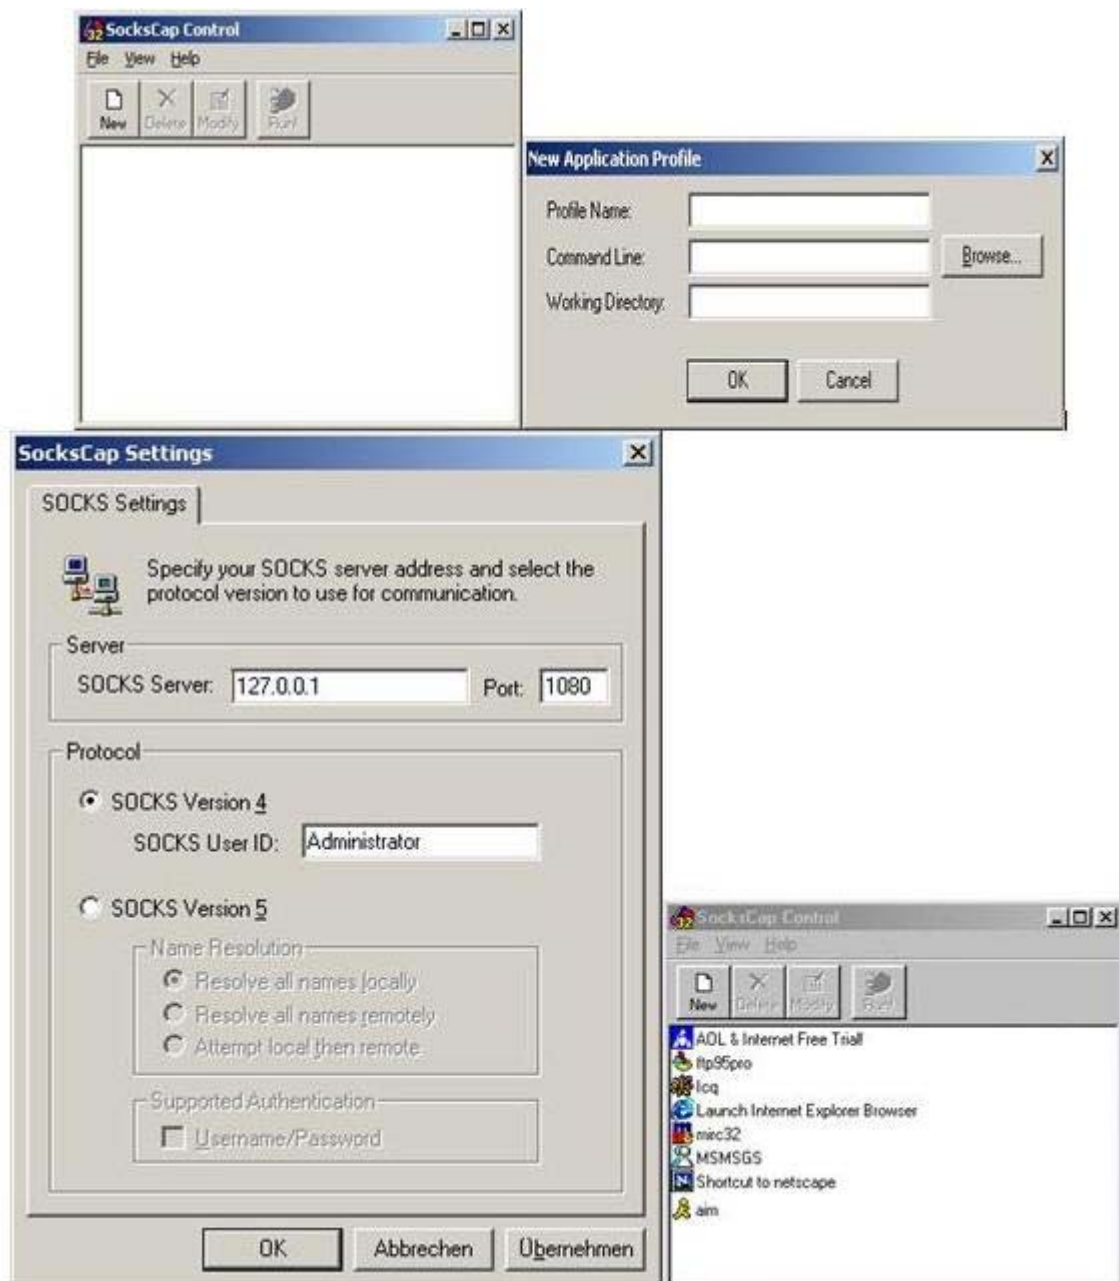 SocksCap Control
File View Help
New Delete Modify Run!
New Application Profile
Profile Name:
Command Line:
Browse...
Working Directory:
OK Cancel
SocksCap Settings
SOCKS Settings
Specify your SOCKS server address and select the
protocol version to use for communication.
Server
SOCKS Server: 127.0.0.1 Port: 1080
Protocol
SOCKS Version 4
SOCKS User ID: Administrator
SOCKS Version 5
Name Resolution
Resolve all names locally
Resolve all names remotely
Attempt local then remote
Supported Authentication
Username/Password
OK Abbrechen Übernehmen
SocksCap Control
File View Help
New Delete Modify Run!
AOL & Internet Free Trial!
ftp95pro
Icq
Launch Internet Explorer Browser
mirc32
MSMSGS
Shortcut to netscape
aim